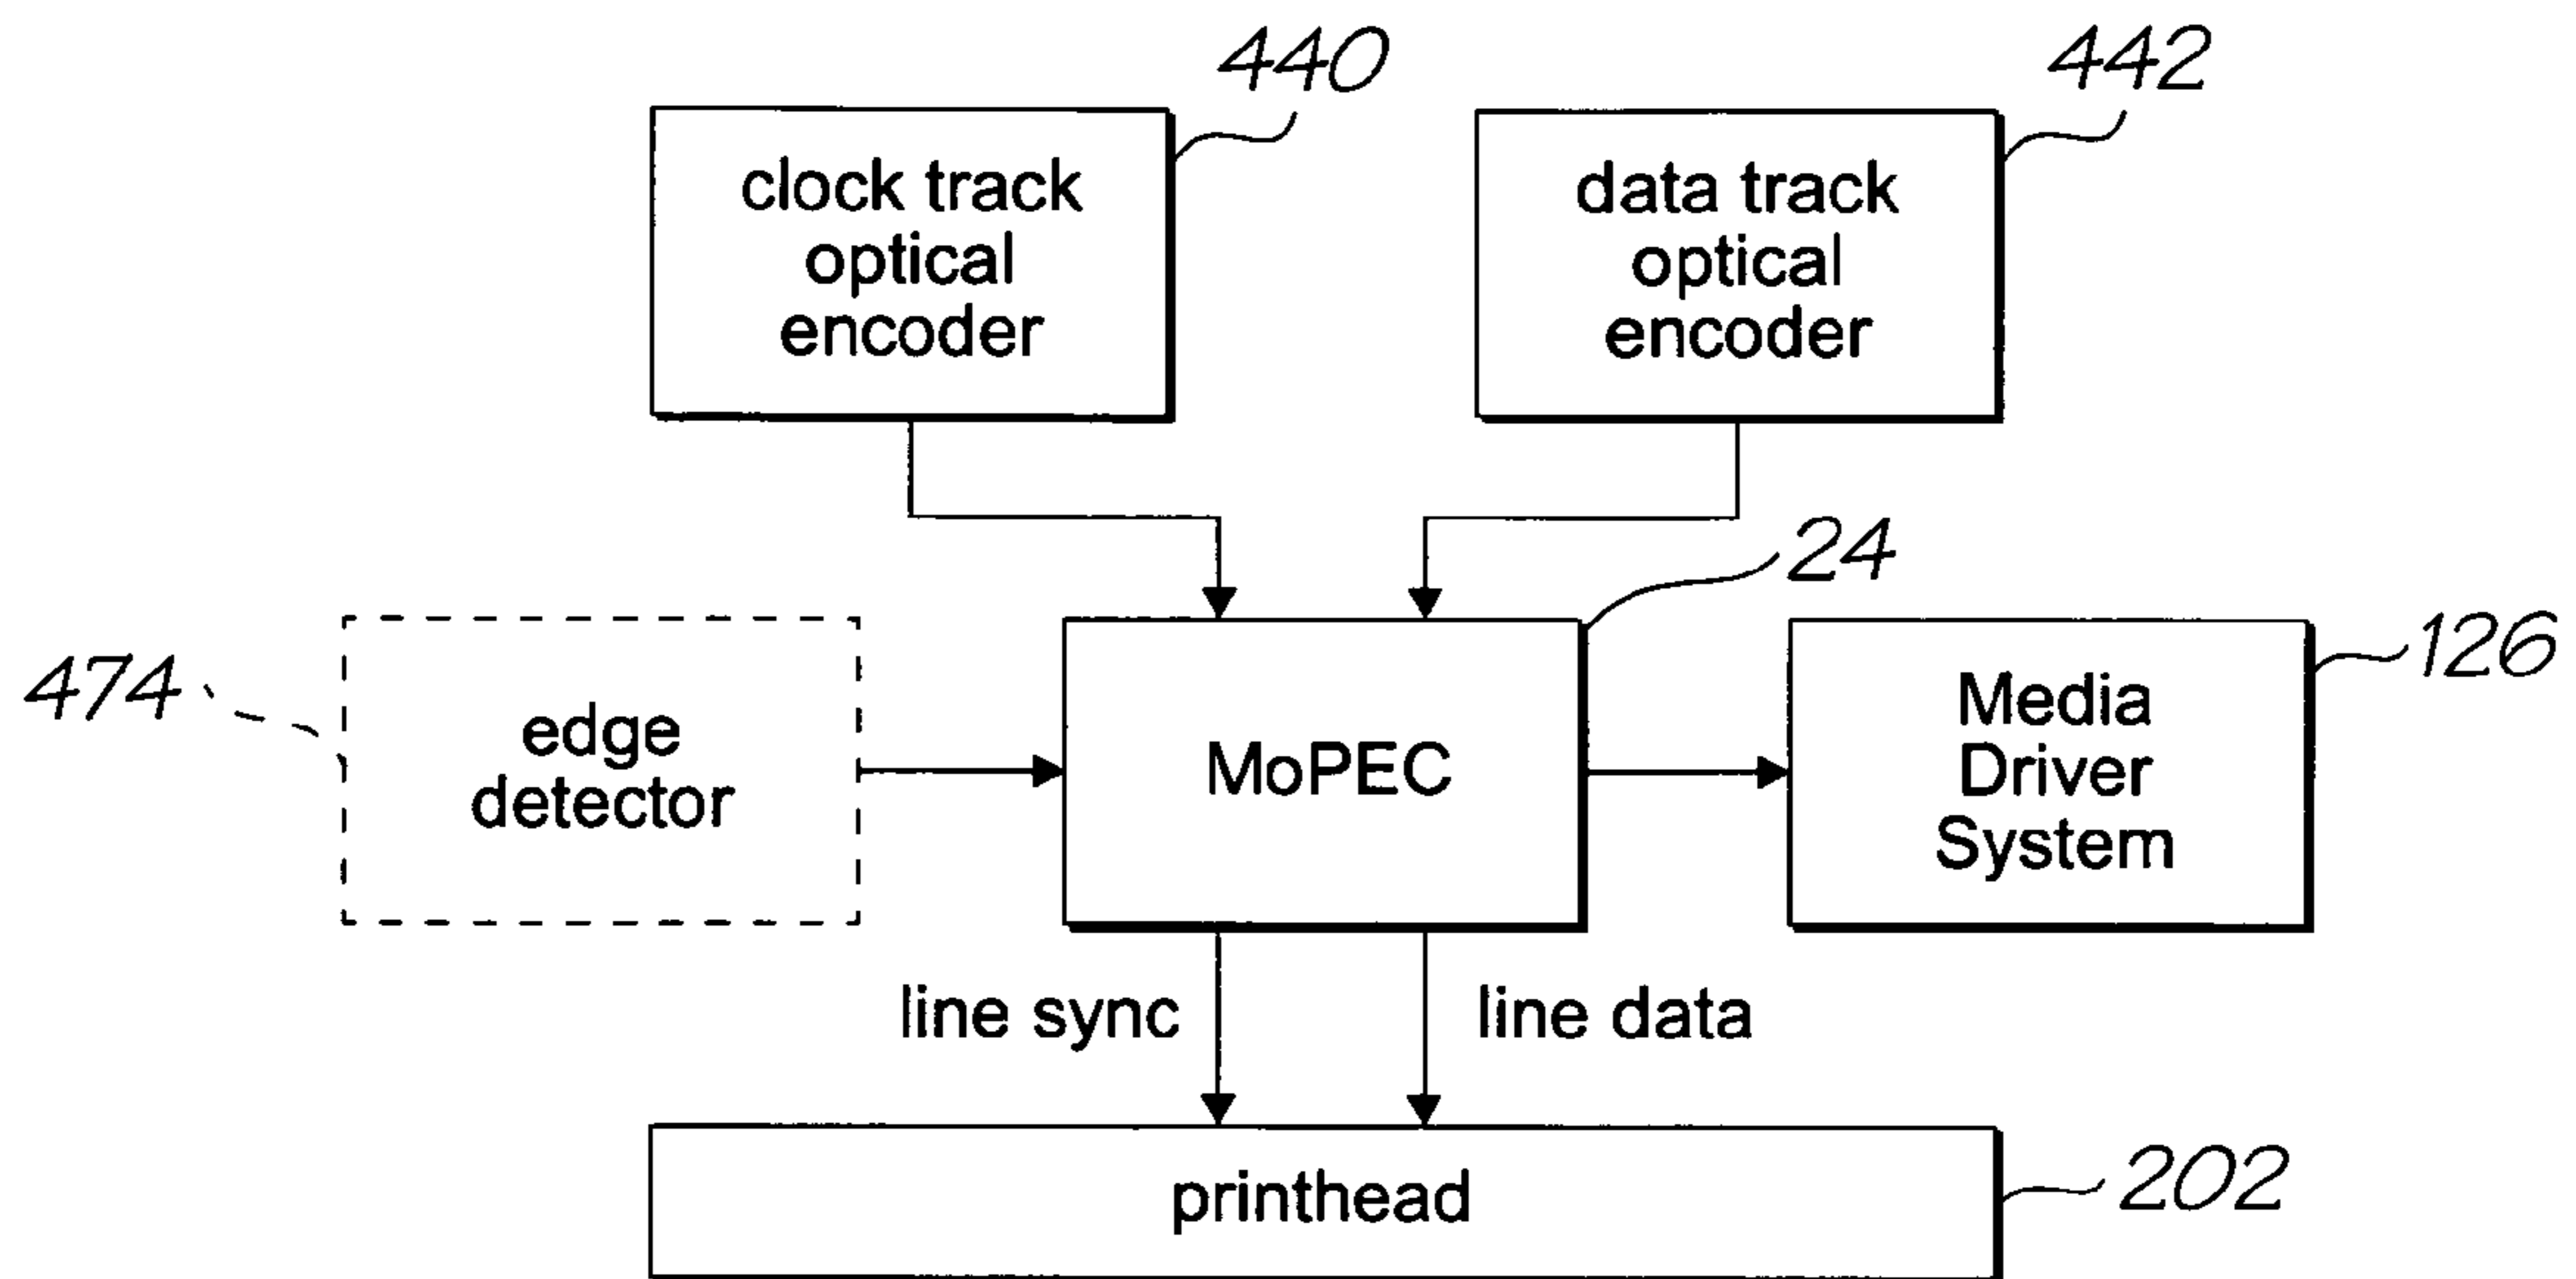 440
442
clock track
optical
encoder
data track
optical
encoder
24
474
edge
detector
MoPEC
Media
Driver
System
126
line sync
line data
printhead
202